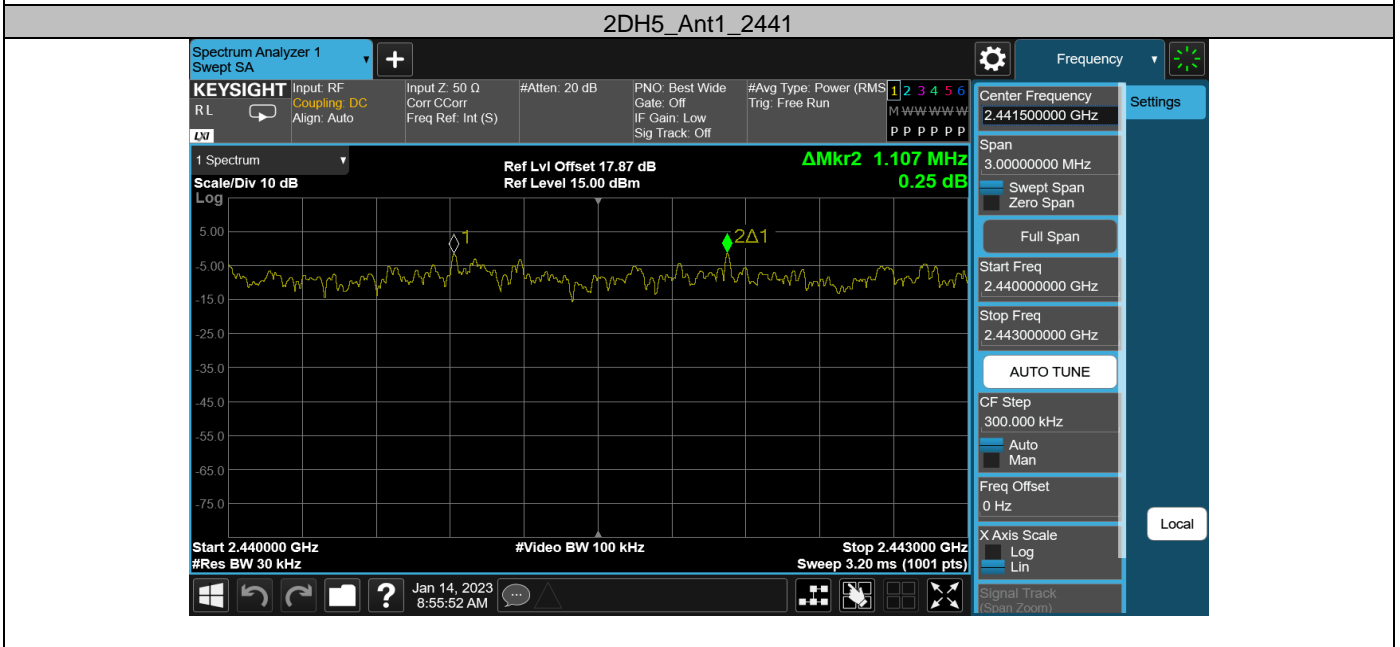 2DH5_Ant1_2441
Spectrum Analyzer 1
Swept SA
Frequency
KEYSIGHT
RL
LXI
Input: RF
Coupling: DC
Align: Auto
Input Z: 50 Ω
Corr CCorr
Freq Ref: Int (S)
#Atten: 20 dB
PNO: Best Wide
Gate: Off
IF Gain: Low
Sig Track: Off
#Avg Type: Power (RMS
Trig: Free Run
1 2 3 4 5 6
M W W W W W
P P P P P P
1 Spectrum
Scale/Div 10 dB
Log
Ref Lvl Offset 17.87 dB
Ref Level 15.00 dBm
ΔMkr2 1.107 MHz
0.25 dB
5.00
-5.00
-15.0
-25.0
-35.0
-45.0
-55.0
-65.0
-75.0
1
2Δ1
Start 2.440000 GHz
#Res BW 30 kHz
#Video BW 100 kHz
Stop 2.443000 GHz
Sweep 3.20 ms (1001 pts)
Jan 14, 2023
8:55:52 AM
Center Frequency
2.441500000 GHz
Span
3.00000000 MHz
Swept Span
Zero Span
Full Span
Start Freq
2.440000000 GHz
Stop Freq
2.443000000 GHz
AUTO TUNE
CF Step
300.000 kHz
Auto
Man
Freq Offset
0 Hz
X Axis Scale
Log
Lin
Signal Track
(Span Zoom)
Settings
Local